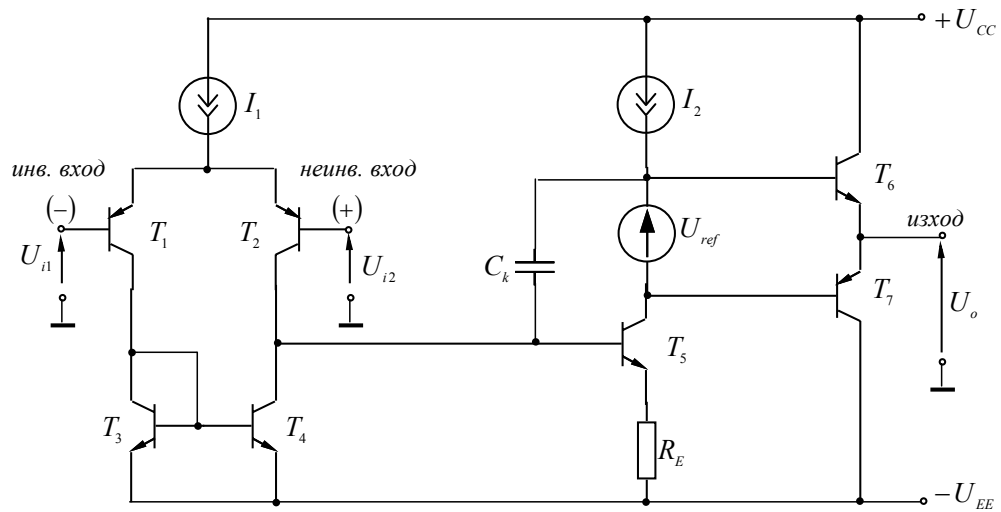 +U_CC
I_1
I_2
инв. вход
неинв. вход
(−)
T_1
T_2
(+)
T_6
изход
U_i1
U_i2
C_k
U_ref
T_7
U_o
T_5
T_3
T_4
R_E
−U_EE